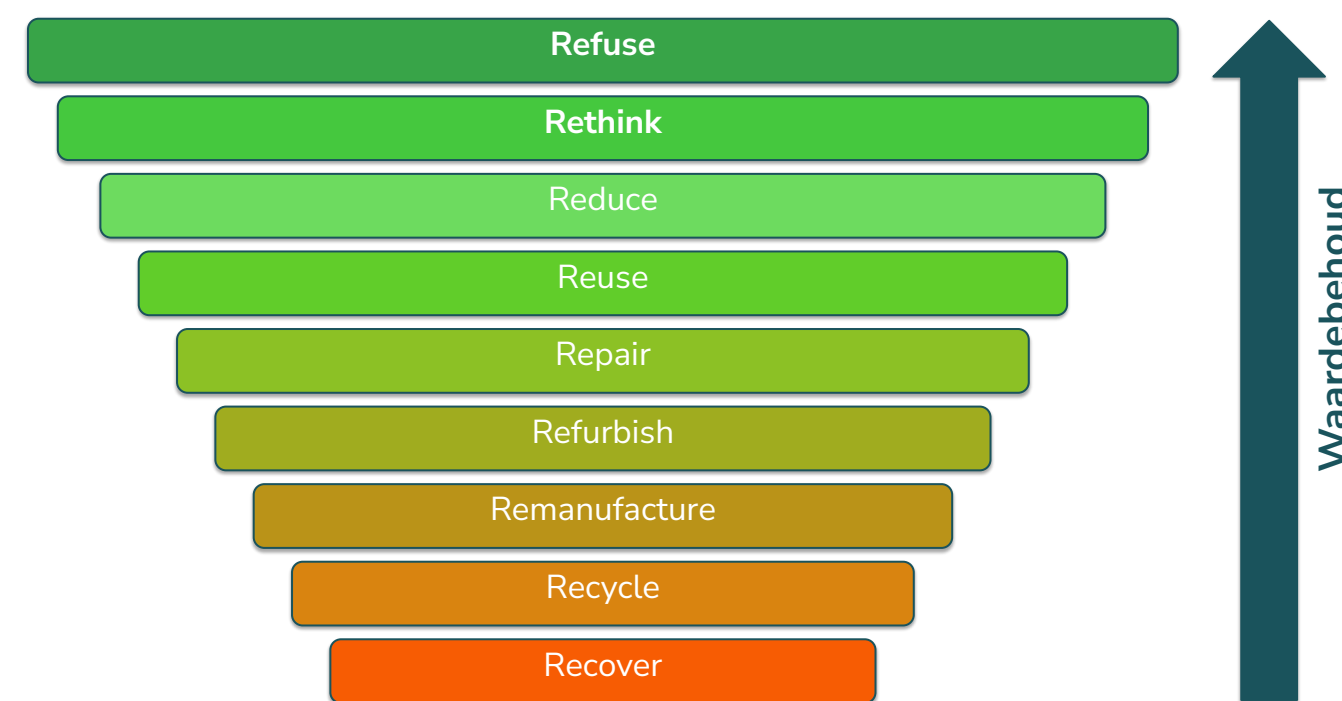 Refuse
Rethink
Reduce
Reuse
Repair
Refurbish
Remanufacture
Recycle
Recover
Waardebehoud